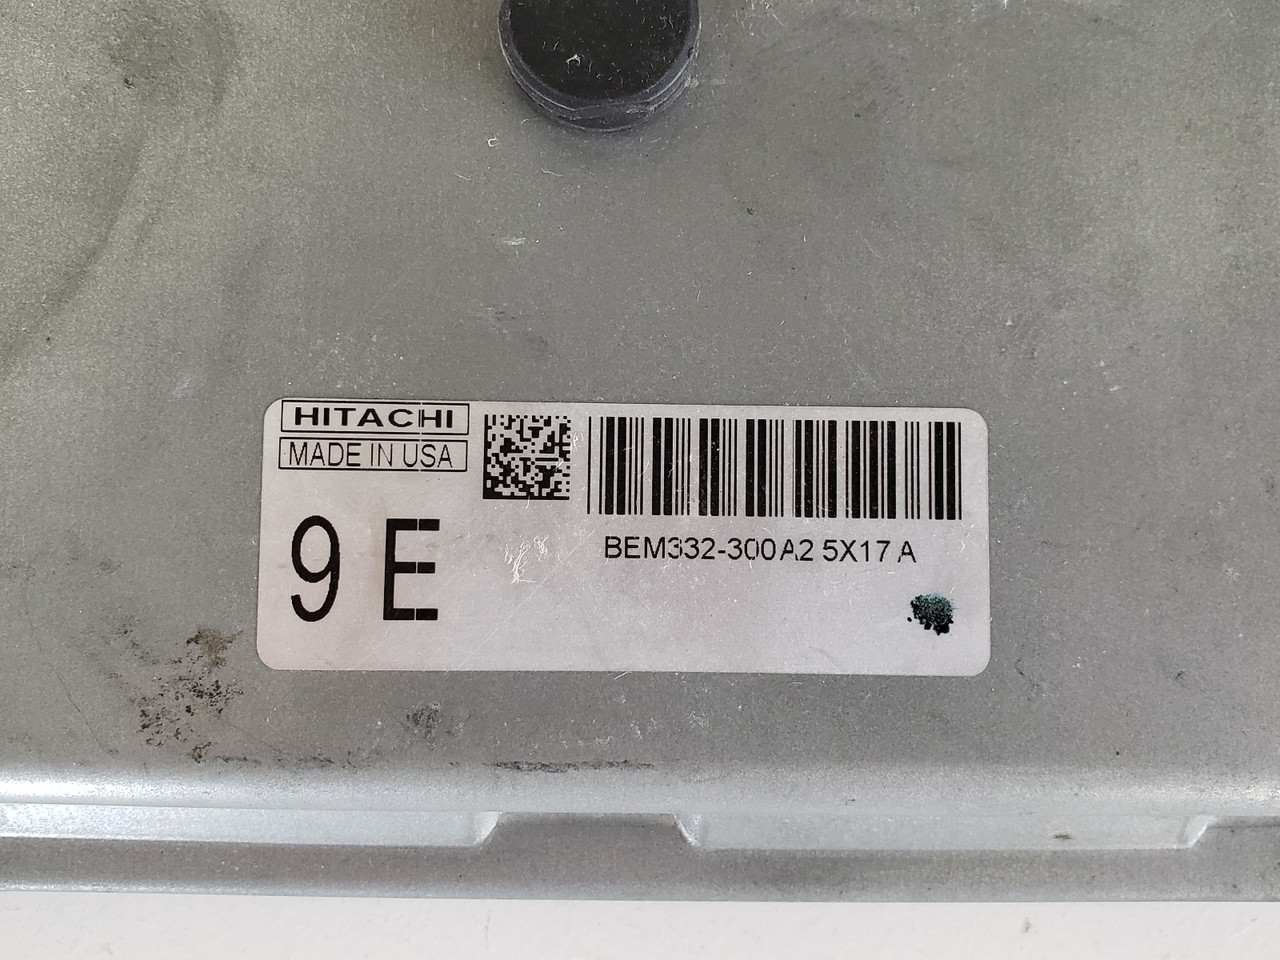 HITACHI
MADE IN USA
9 E
BEM332-300 A2 5X17 A